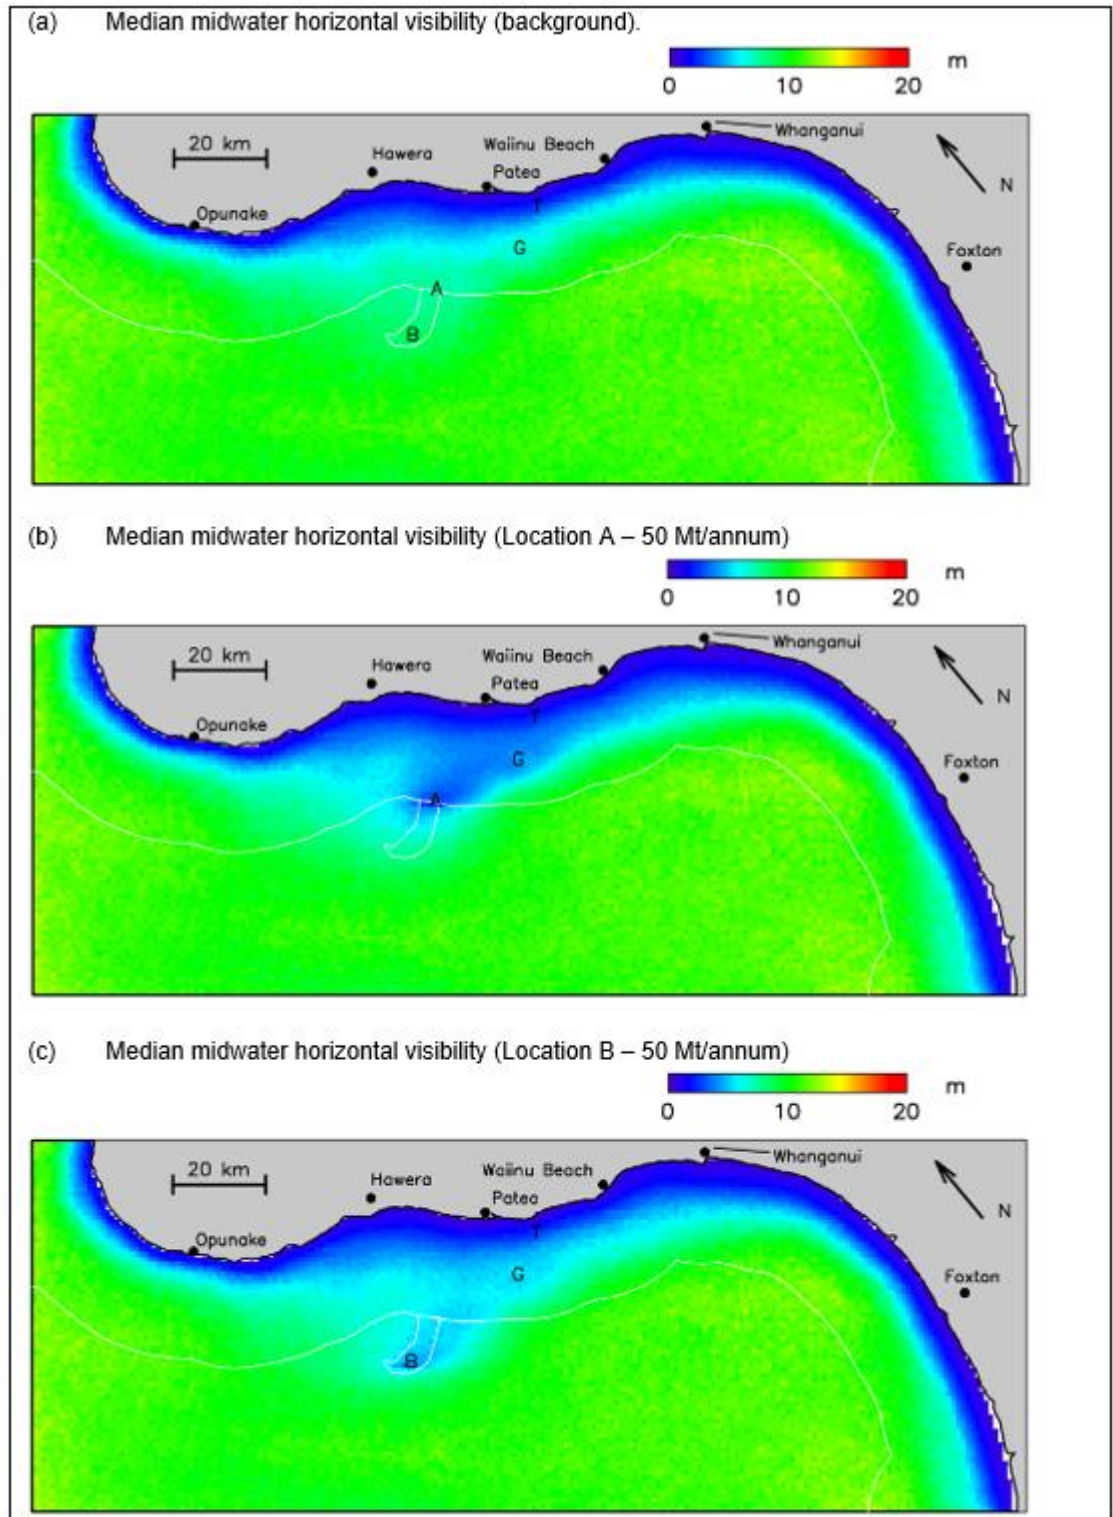 (a) Median midwater horizontal visibility (background).
m
0 10 20
Whanganui
20 km
Waiinu Beach
Hawera
Patea
N
Opunake
T
G
Foxton
A
B
(b) Median midwater horizontal visibility (Location A – 50 Mt/annum)
m
0 10 20
Whanganui
20 km
Waiinu Beach
Hawera
Patea
N
Opunake
T
G
Foxton
A
(c) Median midwater horizontal visibility (Location B – 50 Mt/annum)
m
0 10 20
Whanganui
20 km
Waiinu Beach
Hawera
Patea
N
Opunake
T
G
Foxton
B